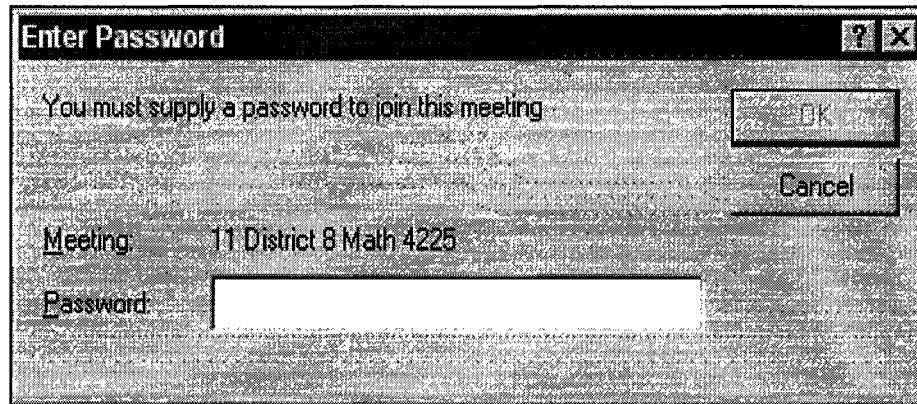 Enter Password
You must supply a password to join this meeting
OK
Cancel
Meeting: 11 District 8 Math 4225
Password: